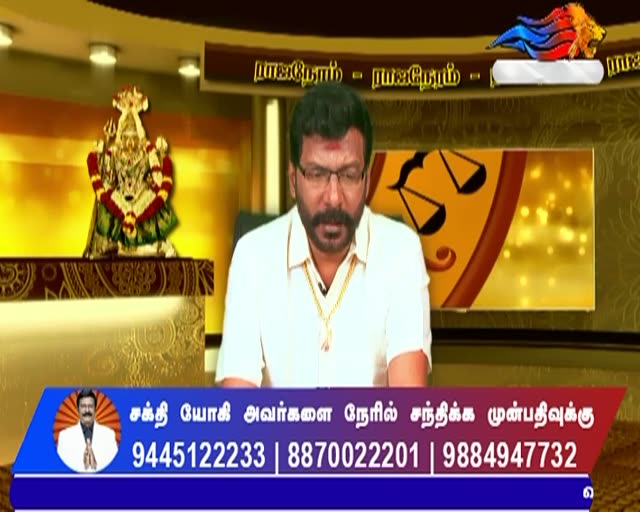 ராஜநேரம் - ராஜநேரம் -
சக்தி யோகி அவர்களை நேரில் சந்திக்க முன்பதிவுக்கு
9445122233 | 8870022201 | 9884947732